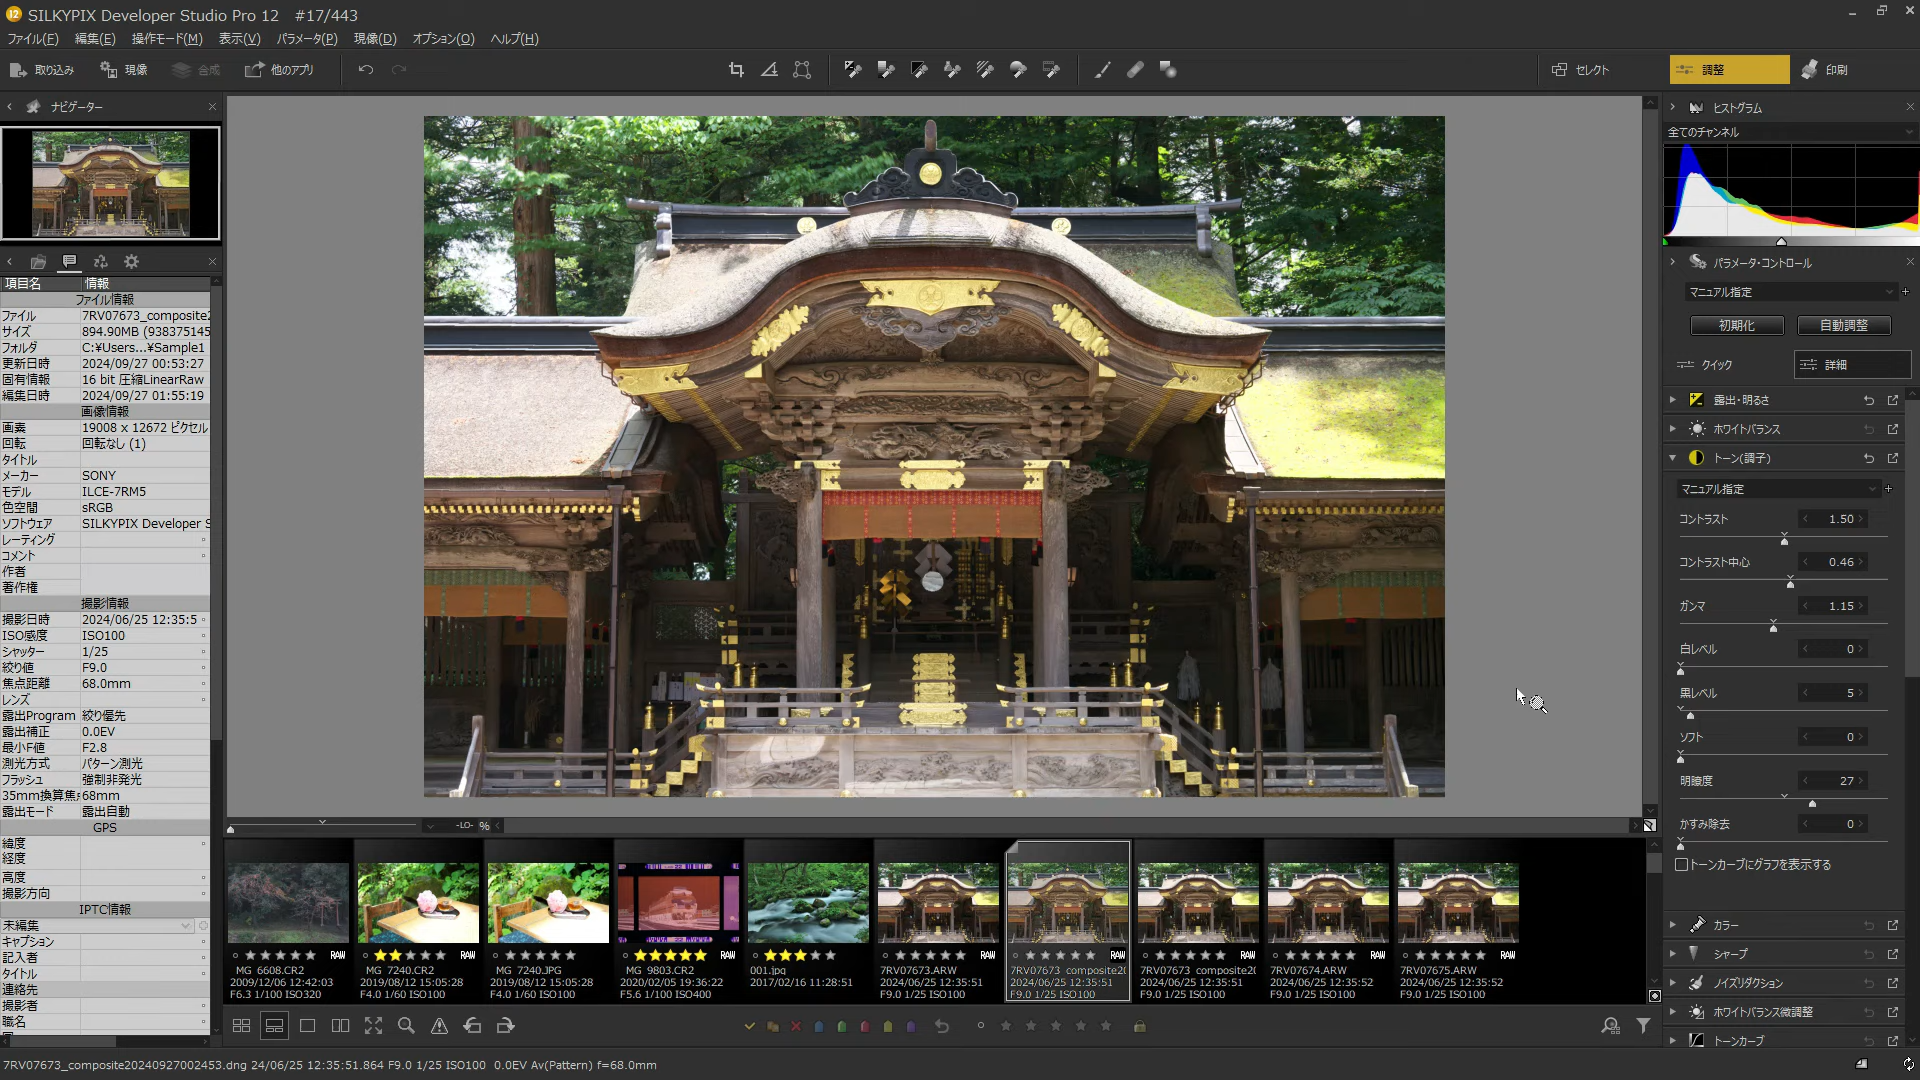 SILKYPIX Developer Studio Pro 12 #17/443
ファイル(F) 編集(E) 操作モード(M) 表示(V) パラメータ(P) 現像(D) オプション(O) ヘルプ(H)
取り込み 現像 合成 他のアプリ セレクト 調整 印刷
ナビゲーター
項目名 情報
ファイル情報
ファイル 7RV07673_composite2
サイズ 894.90MB (938375145
フォルダ C:¥Users...¥Sample1
更新日時 2024/09/27 00:53:27
固有情報 16 bit 圧縮LinearRaw
編集日時 2024/09/27 01:55:19
画像情報
画素 19008 x 12672 ピクセル
回転 回転なし (1)
タイトル
メーカー SONY
モデル ILCE-7RM5
色空間 sRGB
ソフトウェア SILKYPIX Developer S
レーティング
コメント
作者
著作権
撮影情報
撮影日時 2024/06/25 12:35:5
ISO感度 ISO100
シャッター 1/25
絞り値 F9.0
焦点距離 68.0mm
レンズ
露出Program 絞り優先
露出補正 0.0EV
最小F値 F2.8
測光方式 パターン測光
フラッシュ 強制非発光
35mm換算焦 68mm
露出モード 露出自動
GPS
緯度
経度
高度
撮影方向
IPTC情報
未編集
キャプション
記入者
タイトル
連絡先
撮影者
職名
-LO- %
RAW
MG_6608.CR2
2009/12/06 12:42:03
F6.3 1/100 ISO320
RAW
MG_7240.CR2
2019/08/12 15:05:28
F4.0 1/60 ISO100
MG_7240.JPG
2019/08/12 15:05:28
F4.0 1/60 ISO100
RAW
MG_9803.CR2
2020/02/05 19:36:22
F5.6 1/100 ISO400
001.jpg
2017/02/16 11:28:51
RAW
7RV07673.ARW
2024/06/25 12:35:51
F9.0 1/25 ISO100
RAW
7RV07673_composite20
2024/06/25 12:35:51
F9.0 1/25 ISO100
RAW
7RV07673_composite20
2024/06/25 12:35:51
F9.0 1/25 ISO100
RAW
7RV07674.ARW
2024/06/25 12:35:52
F9.0 1/25 ISO100
RAW
7RV07675.ARW
2024/06/25 12:35:52
F9.0 1/25 ISO100
ヒストグラム
全てのチャンネル
パラメータ・コントロール
マニュアル指定
初期化 自動調整
クイック 詳細
露出・明るさ
ホワイトバランス
トーン(調子)
マニュアル指定
コントラスト 1.50
コントラスト中心 0.46
ガンマ 1.15
白レベル 0
黒レベル 5
ソフト 0
明瞭度 27
かすみ除去 0
トーンカーブにグラフを表示する
カラー
シャープ
ノイズリダクション
ホワイトバランス微調整
トーンカーブ
7RV07673_composite20240927002453.dng 24/06/25 12:35:51.864 F9.0 1/25 ISO100 0.0EV Av(Pattern) f=68.0mm